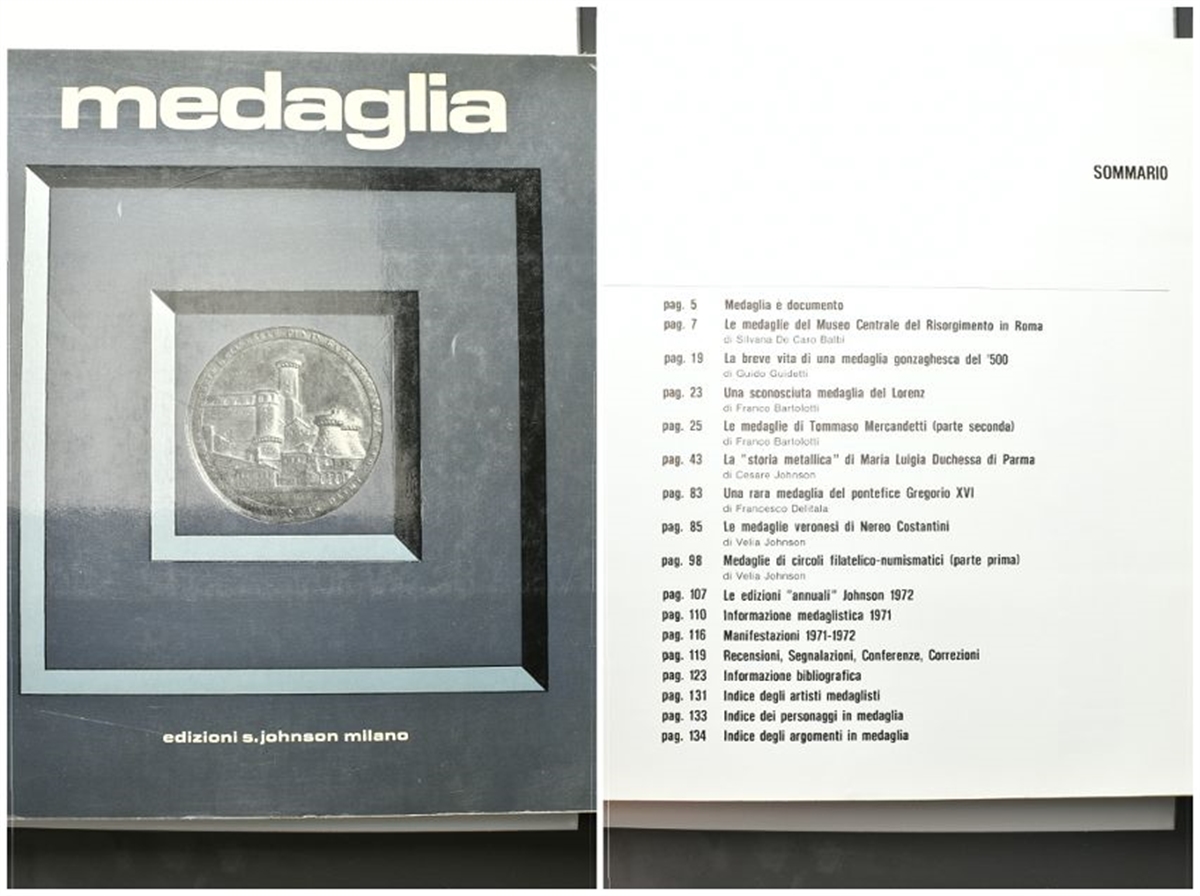 medaglia
edizioni s.johnson milano
SOMMARIO
pag. 5 Medaglia è documento
pag. 7 Le medaglie del Museo Centrale del Risorgimento in Roma
di Silvana De Caro Balbi
pag. 19 La breve vita di una medaglia gonzaghesca del '500
di Guido Guidetti
pag. 23 Una sconosciuta medaglia del Lorenz
di Franco Bartolotti
pag. 25 Le medaglie di Tommaso Mercandetti (parte seconda)
di Franco Bartolotti
pag. 43 La "storia metallica" di Maria Luigia Duchessa di Parma
di Cesare Johnson
pag. 83 Una rara medaglia del pontefice Gregorio XVI
di Francesco Delitala
pag. 85 Le medaglie veronesi di Nereo Costantini
di Velia Johnson
pag. 98 Medaglie di circoli filatelico-numismatici (parte prima)
di Velia Johnson
pag. 107 Le edizioni "annuali" Johnson 1972
pag. 110 Informazione medaglistica 1971
pag. 116 Manifestazioni 1971-1972
pag. 119 Recensioni, Segnalazioni, Conferenze, Correzioni
pag. 123 Informazione bibliografica
pag. 131 Indice degli artisti medaglisti
pag. 133 Indice dei personaggi in medaglia
pag. 134 Indice degli argomenti in medaglia